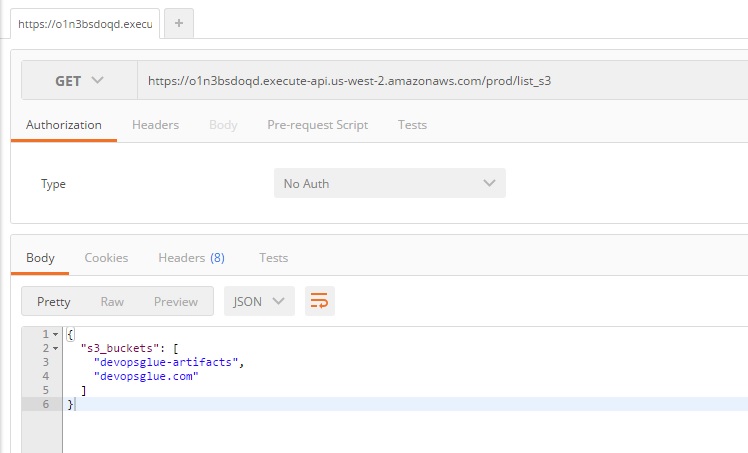 https://o1n3bsdoqd.execu +
GET https://o1n3bsdoqd.execute-api.us-west-2.amazonaws.com/prod/list_s3
Authorization Headers Body Pre-request Script Tests
Type No Auth
Body Cookies Headers (8) Tests
Pretty Raw Preview JSON
1 {
2 "s3_buckets": [
3 "devopsglue-artifacts",
4 "devopsglue.com"
5 ]
6 }